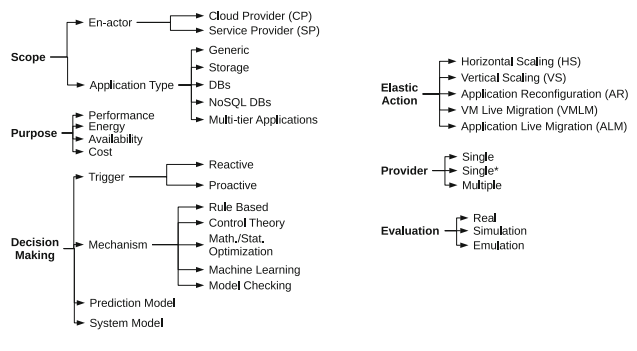 Scope
En-actor
Cloud Provider (CP)
Service Provider (SP)
Application Type
Generic
Storage
DBs
NoSQL DBs
Multi-tier Applications
Purpose
Performance
Energy
Availability
Cost
Decision
Making
Trigger
Reactive
Proactive
Mechanism
Rule Based
Control Theory
Math./Stat.
Optimization
Machine Learning
Model Checking
Prediction Model
System Model
Elastic
Action
Horizontal Scaling (HS)
Vertical Scaling (VS)
Application Reconfiguration (AR)
VM Live Migration (VMLM)
Application Live Migration (ALM)
Provider
Single
Single*
Multiple
Evaluation
Real
Simulation
Emulation